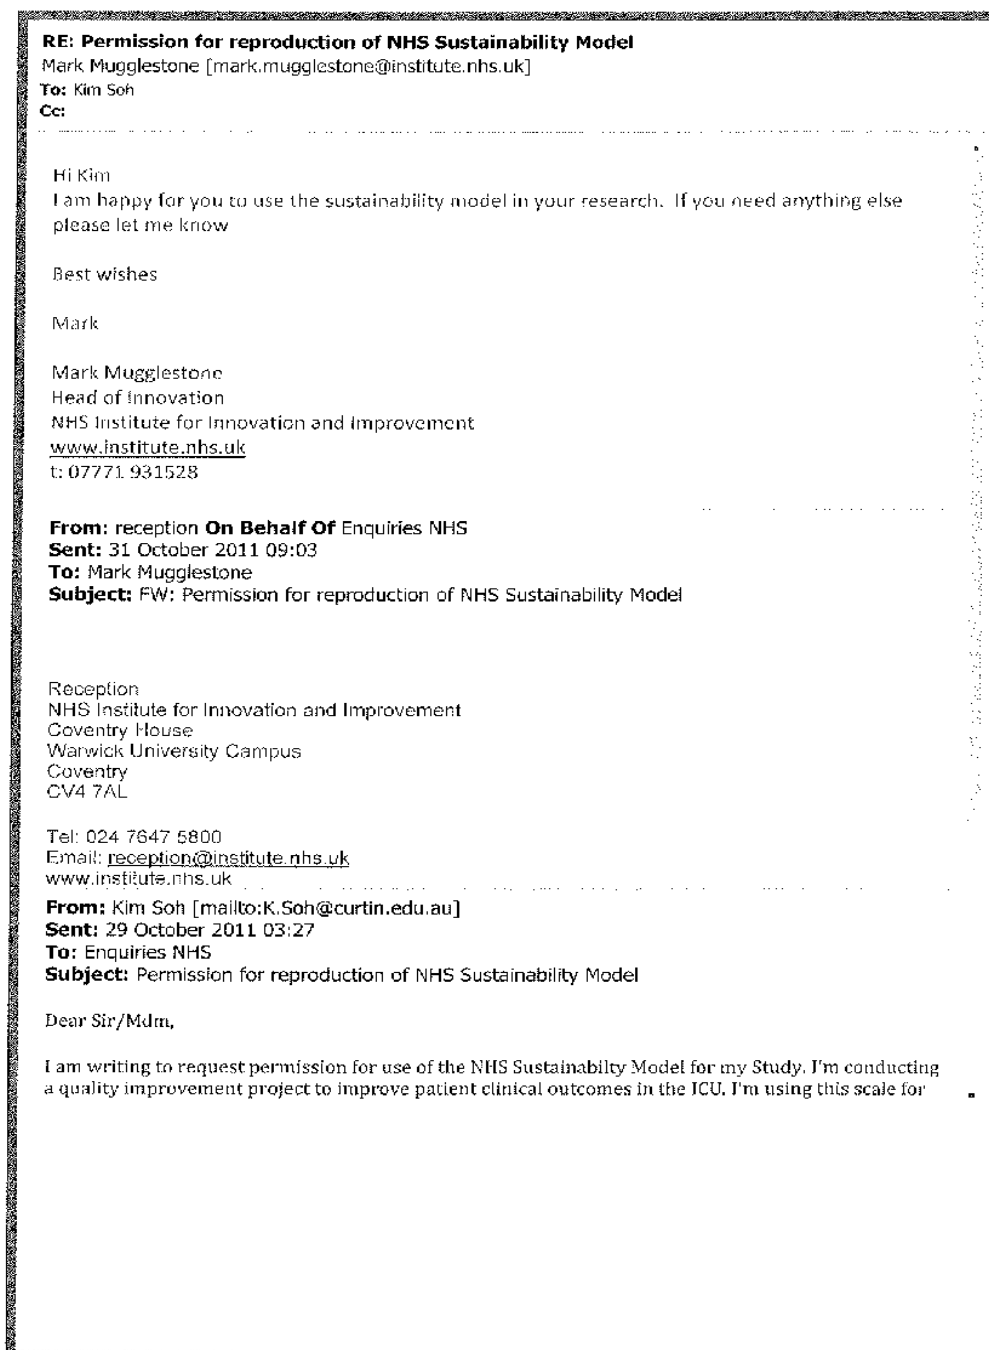 RE: Permission for reproduction of NHS Sustainability Model
Mark Mugglestone [mark.mugglestone@institute.nhs.uk]
To: Kim Soh
Cc:
Hi Kim
I am happy for you to use the sustainability model in your research.  If you need anything else
please let me know
Best wishes
Mark
Mark Mugglestone
Head of Innovation
NHS Institute for Innovation and Improvement
www.institute.nhs.uk
t: 07771 931528
From: reception On Behalf Of Enquiries NHS
Sent: 31 October 2011 09:03
To: Mark Mugglestone
Subject: FW: Permission for reproduction of NHS Sustainability Model
Reception
NHS Institute for Innovation and Improvement
Coventry House
Warwick University Campus
Coventry
CV4 7AL
Tel: 024 7647 5800
Email: reception@institute.nhs.uk
www.institute.nhs.uk
From: Kim Soh [mailto:K.Soh@curtin.edu.au]
Sent: 29 October 2011 03:27
To: Enquiries NHS
Subject: Permission for reproduction of NHS Sustainability Model
Dear Sir/Mdm,
I am writing to request permission for use of the NHS Sustainabilty Model for my Study. I'm conducting
a quality improvement project to improve patient clinical outcomes in the ICU. I'm using this scale for